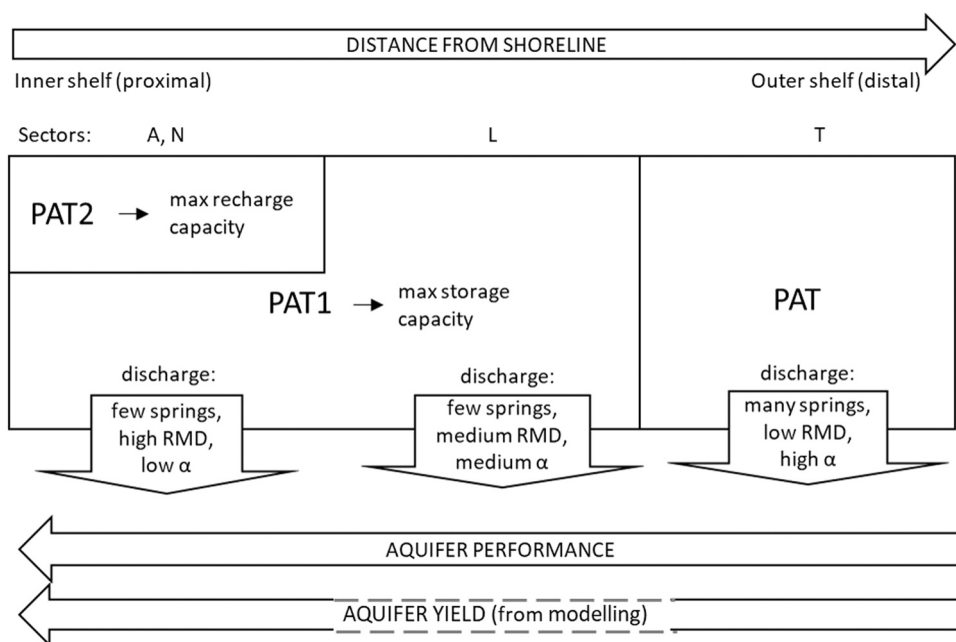 DISTANCE FROM SHORELINE
Inner shelf (proximal)
Outer shelf (distal)
Sectors:
A, N
L
T
PAT2
max recharge
capacity
PAT1
max storage
capacity
PAT
discharge:
few springs,
high RMD,
low α
discharge:
few springs,
medium RMD,
medium α
discharge:
many springs,
low RMD,
high α
AQUIFER PERFORMANCE
AQUIFER YIELD (from modelling)